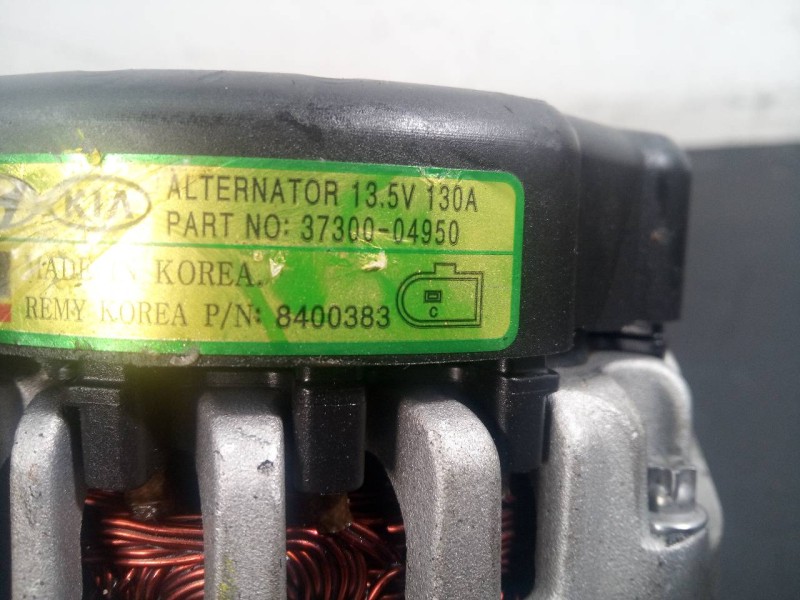 KIA
ALTERNATOR 13.5V 130A
PART NO: 37300-04950
MADE IN KOREA.
REMY KOREA P/N: 8400383
C